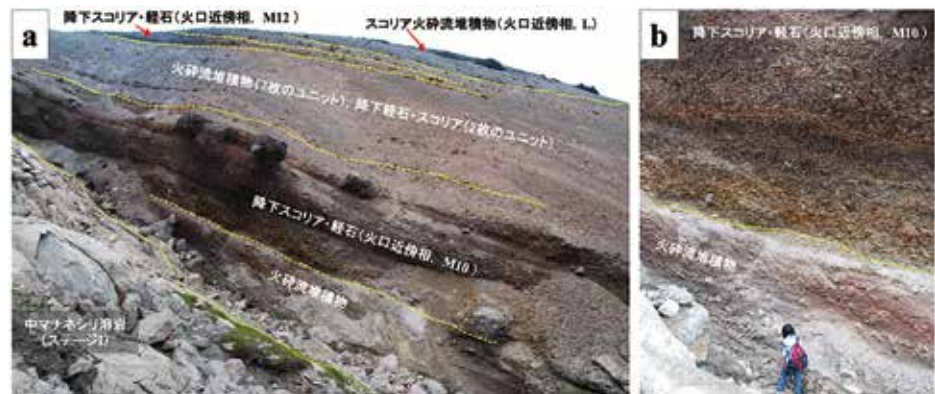 a
降下スコリア・軽石(火口近傍相, M12)
スコリア火砕流堆積物(火口近傍相, L)
火砕流堆積物(7枚のユニット), 降下軽石・スコリア(2枚のユニット)
降下スコリア・軽石(火口近傍相, M10)
火砕流堆積物
中マチネシリ溶岩
(ステージ1)
b
降下スコリア・軽石(火口近傍相, M10)
火砕流堆積物